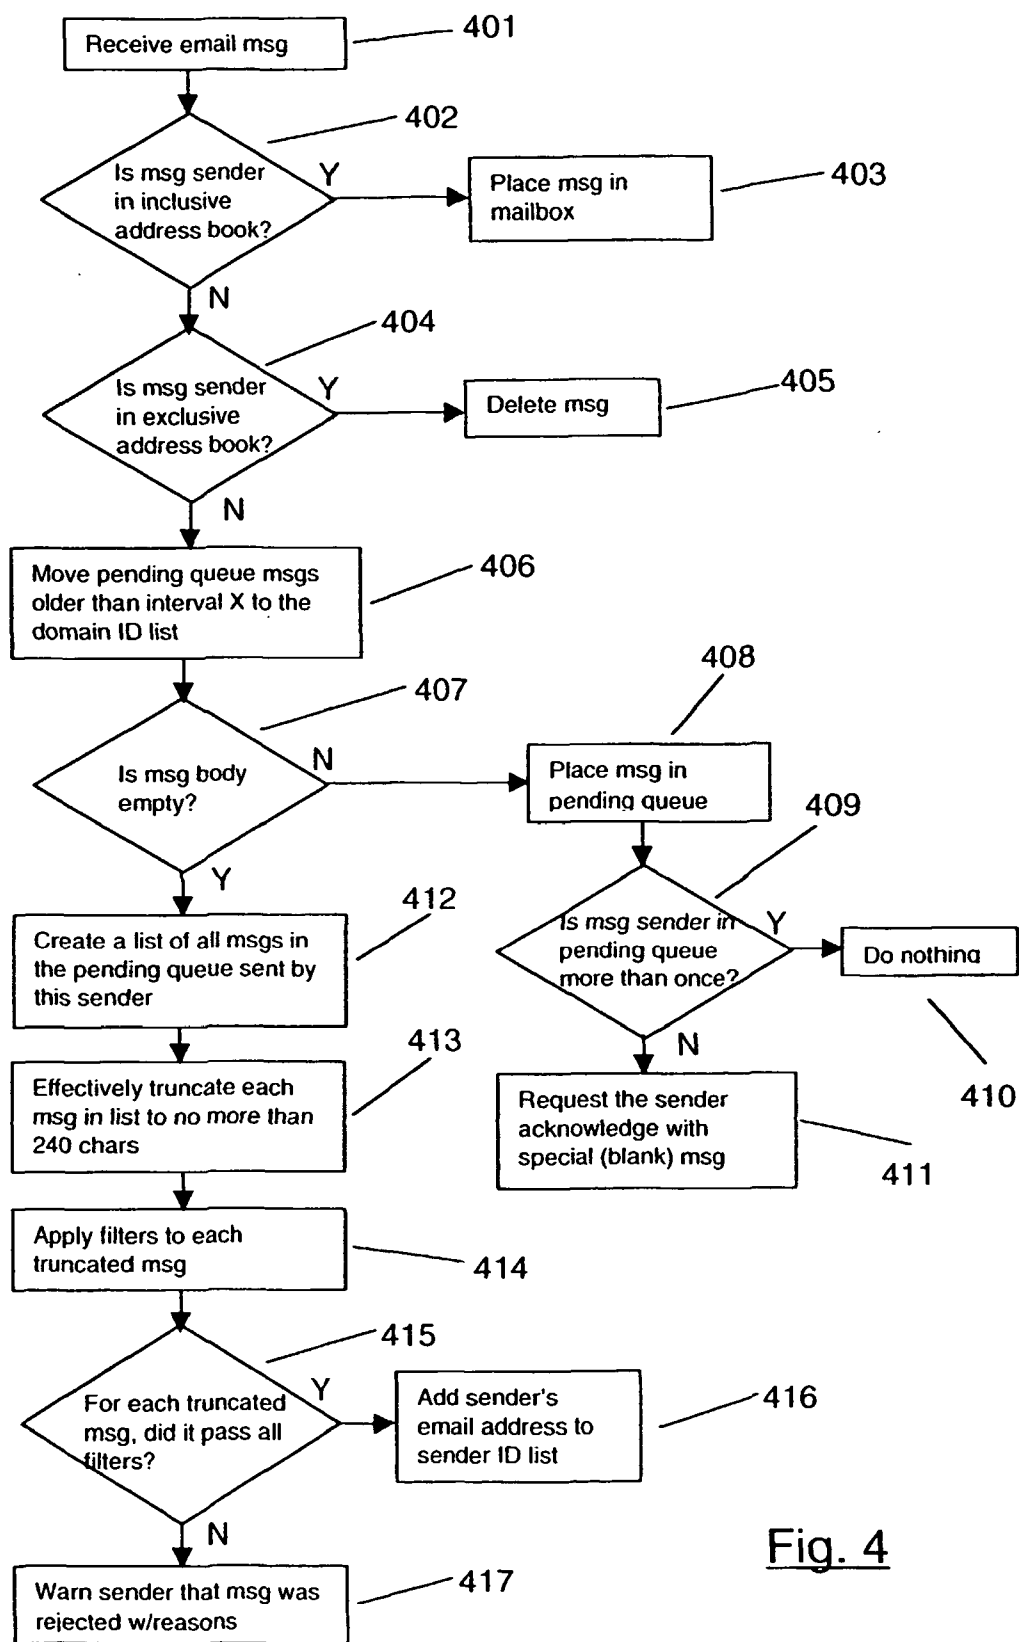 Receive email msg
401
402
Is msg sender
in inclusive
address book?
Y
Place msg in
mailbox
403
N
404
Is msg sender
in exclusive
address book?
Y
Delete msg
405
N
Move pending queue msgs
older than interval X to the
domain ID list
406
407
Is msg body
empty?
N
408
Place msg in
pending queue
409
Is msg sender in
pending queue
more than once?
Y
Do nothing
410
N
Request the sender
acknowledge with
special (blank) msg
411
Y
412
Create a list of all msgs in
the pending queue sent by
this sender
413
Effectively truncate each
msg in list to no more than
240 chars
Apply filters to each
truncated msg
414
415
For each truncated
msg, did it pass all
filters?
Y
Add sender's
email address to
sender ID list
416
N
Warn sender that msg was
rejected w/reasons
417
Fig. 4